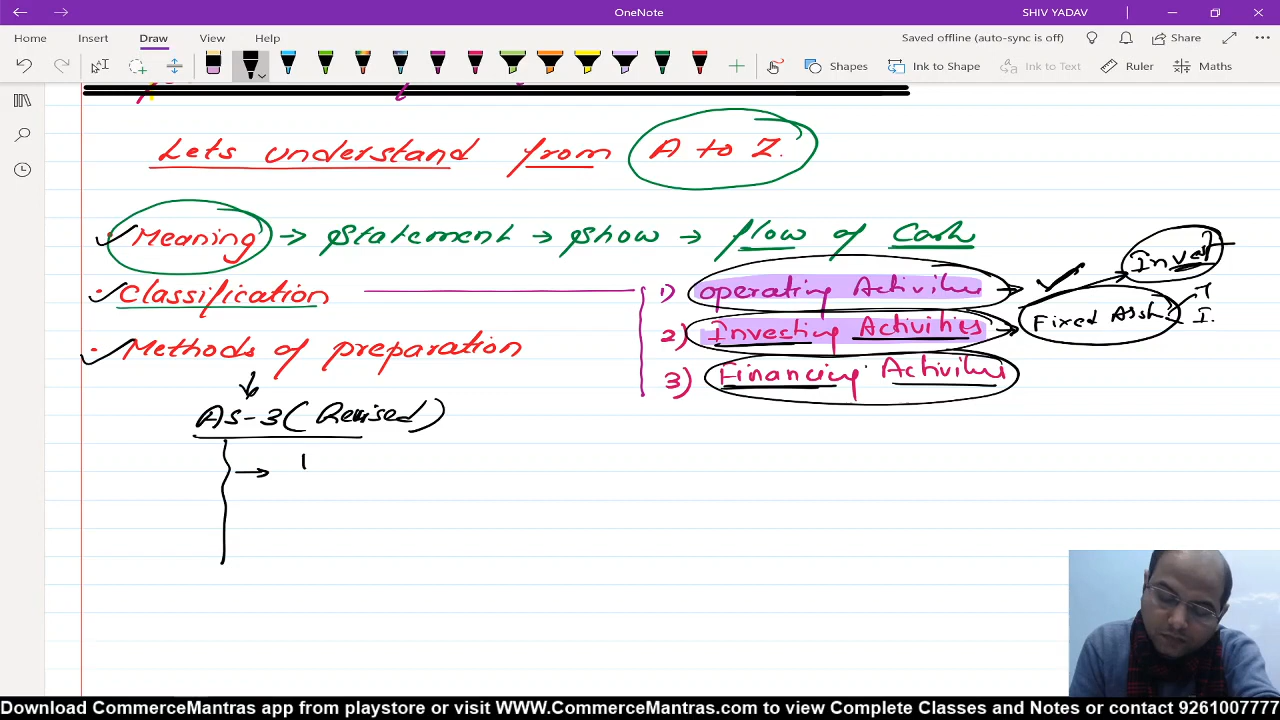 OneNote
SHIV YADAV
Home Insert Draw View Help
Saved offline (auto-sync is off)
Share
Shapes
Ink to Shape
Ink to Text
Ruler
Maths
Lets understand from A to Z.
Meaning → Statement → Show → flow of Cash
Classification
1) operating Activities
2) Investing Activities
3) Financing Activities
Invest
Fixed Assets
I.
Methods of preparation
AS-3 (Revised)
Download CommerceMantras app from playstore or visit WWW.CommerceMantras.com to view Complete Classes and Notes or contact 9261007777